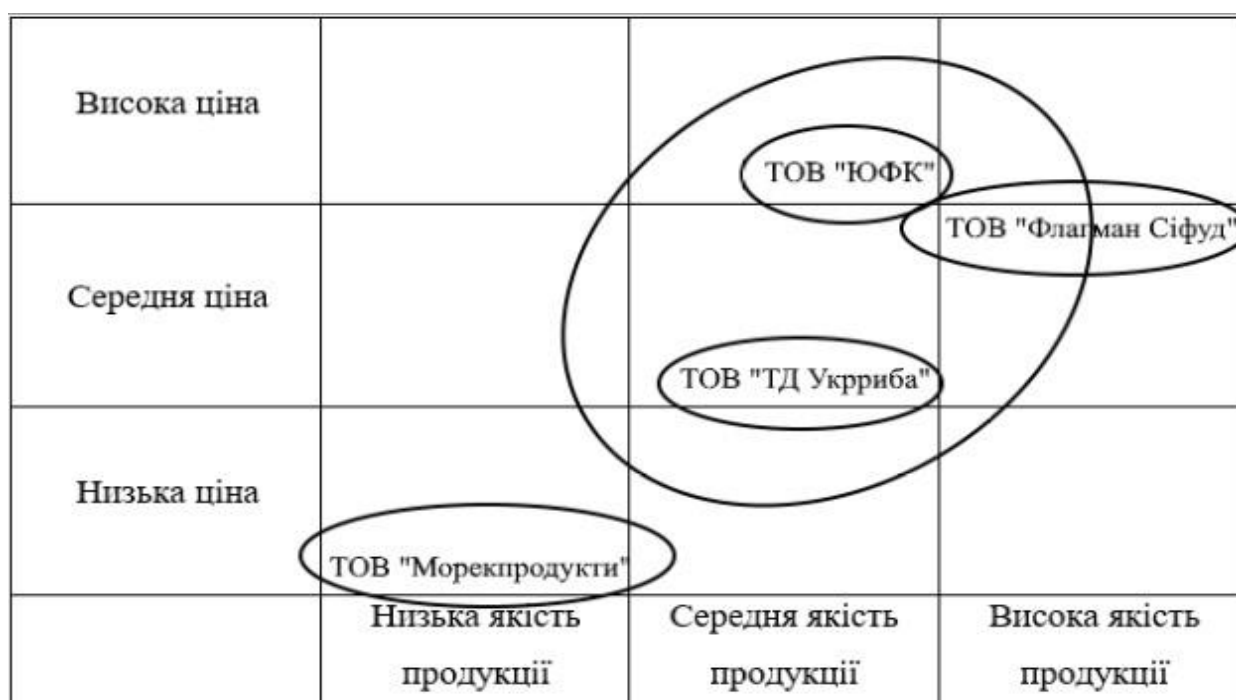 Висока ціна
ТОВ "ЮФК"
ТОВ "Флагман Сіфуд"
Середня ціна
ТОВ "ТД Укрриба"
Низька ціна
ТОВ "Морекпродукти"
Низька якість
продукції
Середня якість
продукції
Висока якість
продукції